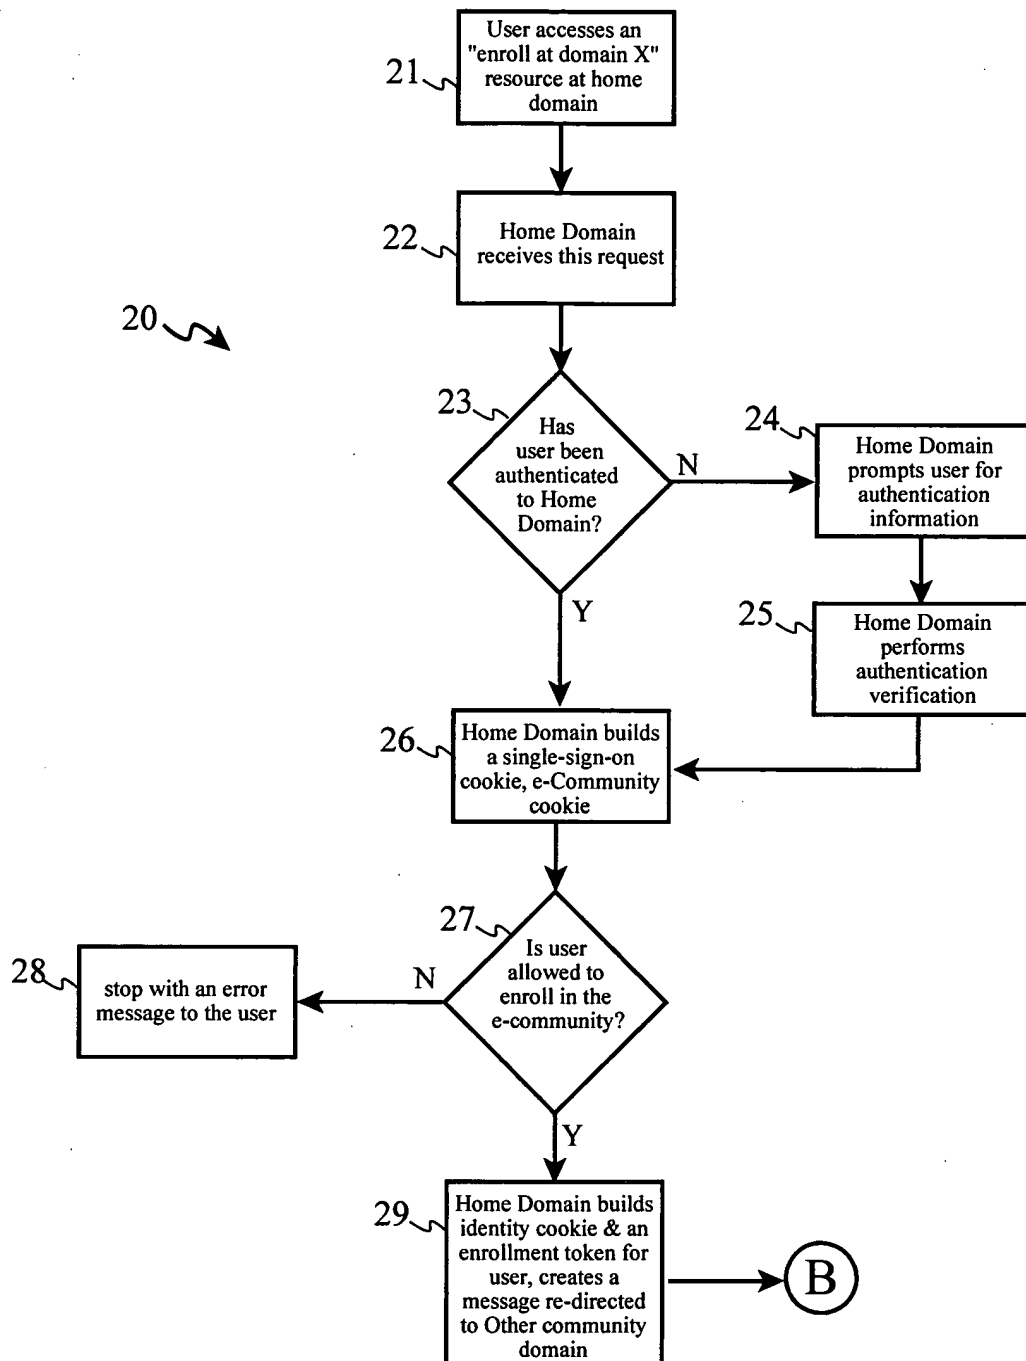 User accesses an
"enroll at domain X"
resource at home
domain
21
Home Domain
receives this request
22
20
23
Has
user been
authenticated
to Home
Domain?
N
24
Home Domain
prompts user for
authentication
information
Y
25
Home Domain
performs
authentication
verification
26
Home Domain builds
a single-sign-on
cookie, e-Community
cookie
27
Is user
allowed to
enroll in the
e-community?
N
28
stop with an error
message to the user
Y
29
Home Domain builds
identity cookie & an
enrollment token for
user, creates a
message re-directed
to Other community
domain
B